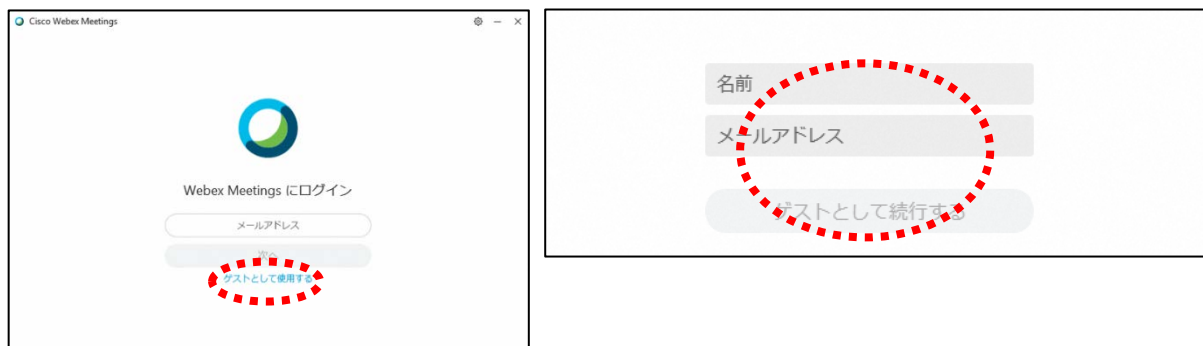 Cisco Webex Meetings
Webex Meetings にログイン
メールアドレス
次へ
ゲストとして使用する
名前
メールアドレス
ゲストとして続行する